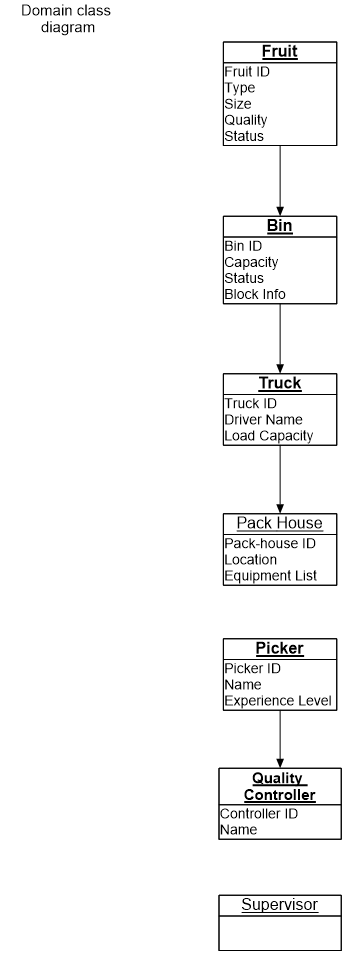 Domain class
diagram
Fruit
Fruit ID
Type
Size
Quality
Status
Bin
Bin ID
Capacity
Status
Block Info
Truck
Truck ID
Driver Name
Load Capacity
Pack House
Pack-house ID
Location
Equipment List
Picker
Picker ID
Name
Experience Level
Quality
Controller
Controller ID
Name
Supervisor